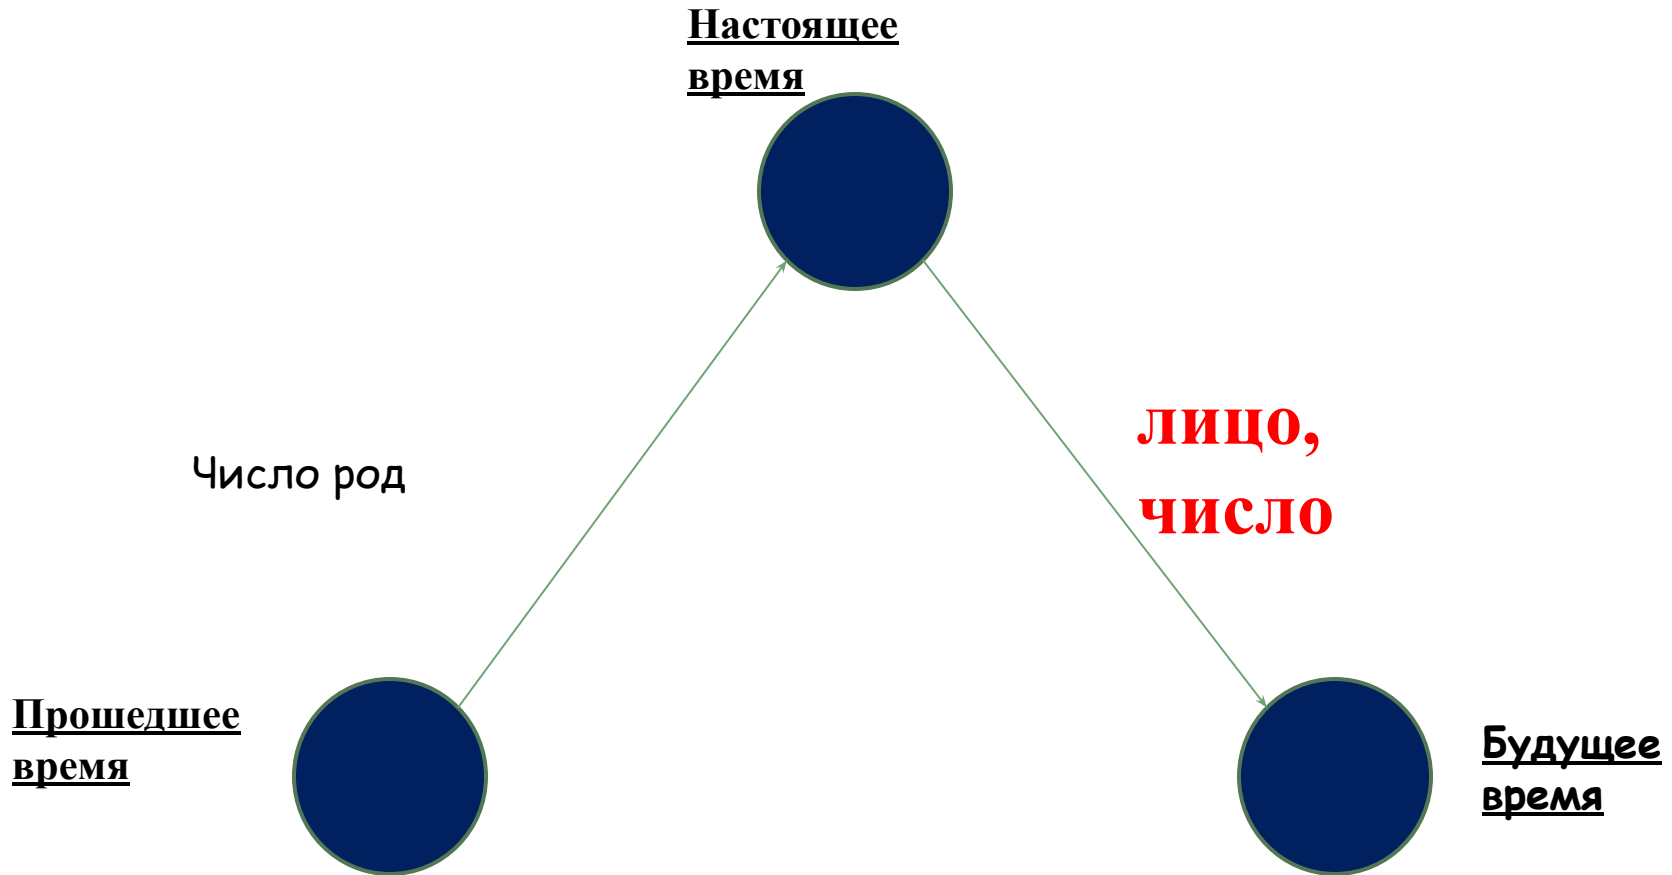 Настоящее
время
лицо,
число
Число род
Прошедшее
время
Будущее
время